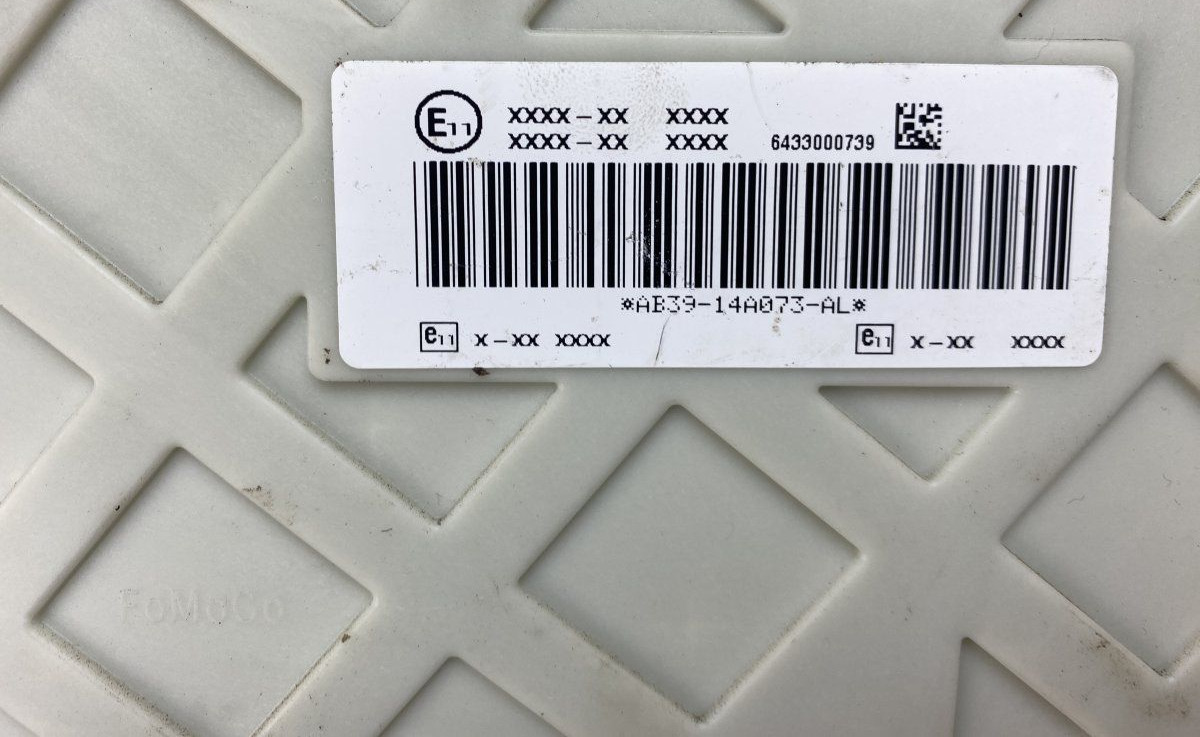 E11 XXXX-XX XXXX
XXXX-XX XXXX 6433000739
*AB39-14A073-AL*
e11 X-XX XXXX e11 X-XX XXXX
FoMoCo